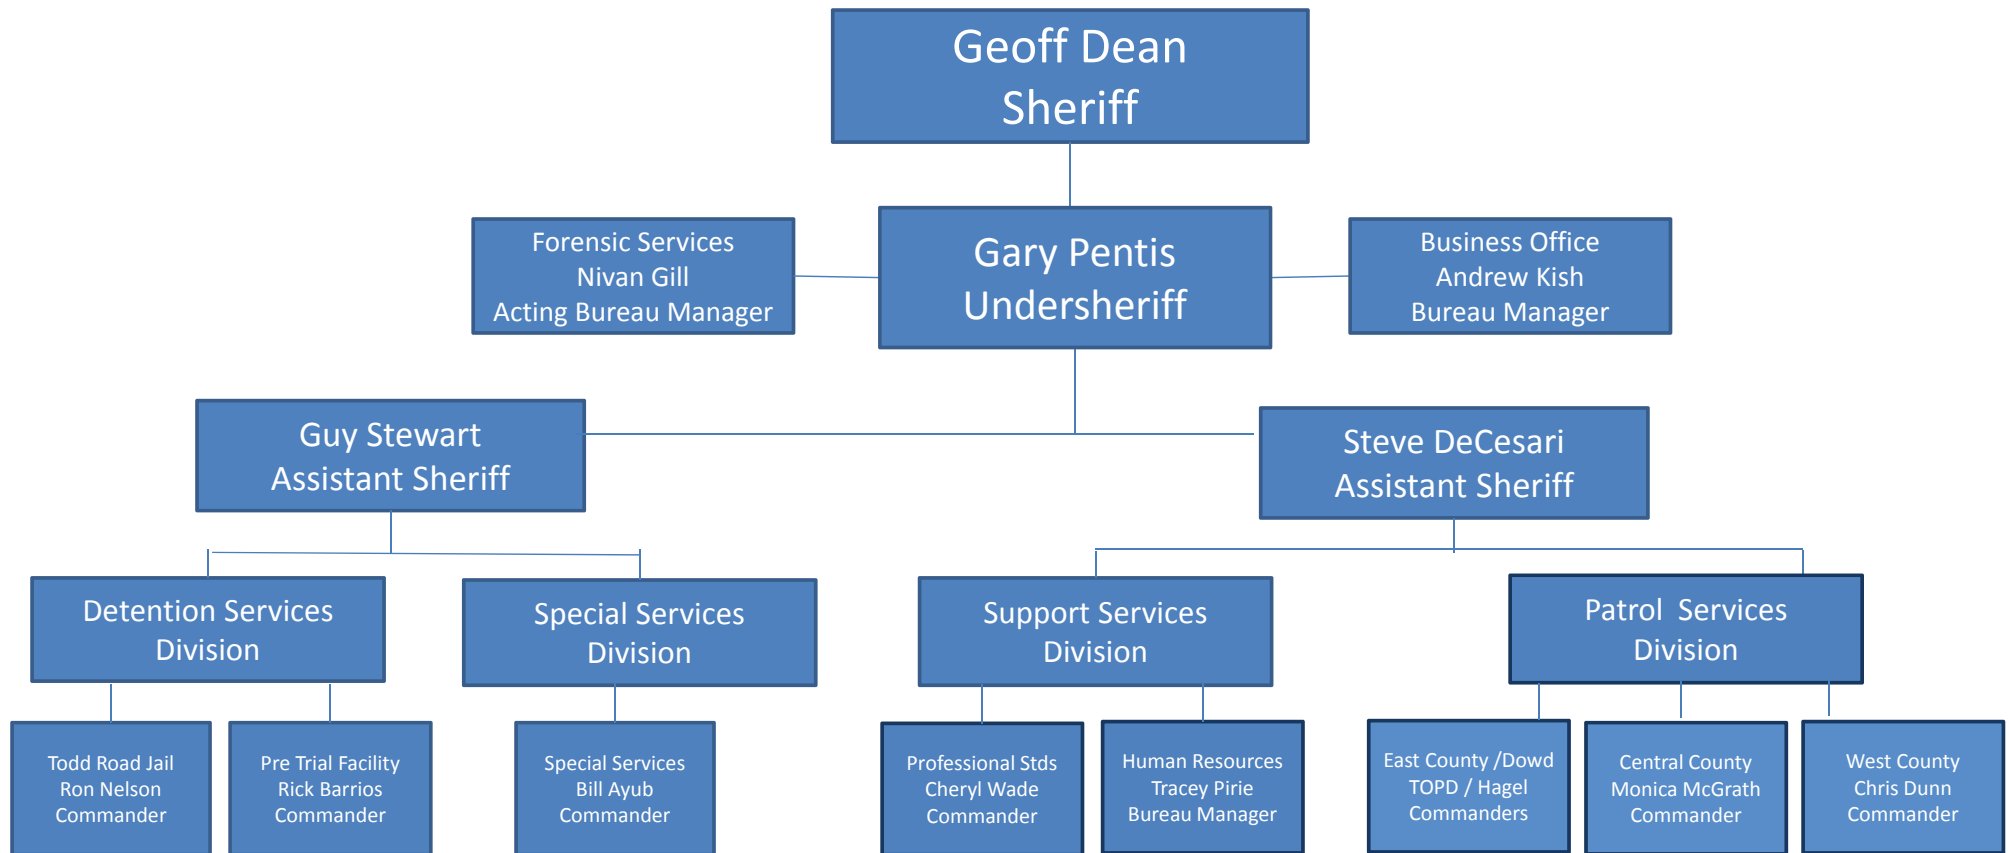 Geoff Dean
Sheriff
Forensic Services
Nivan Gill
Acting Bureau Manager
Gary Pentis
Undersheriff
Business Office
Andrew Kish
Bureau Manager
Guy Stewart
Assistant Sheriff
Steve DeCesari
Assistant Sheriff
Detention Services
Division
Special Services
Division
Support Services
Division
Patrol  Services
Division
Todd Road Jail
Ron Nelson
Commander
Pre Trial Facility
Rick Barrios
Commander
Special Services
Bill Ayub
Commander
Professional Stds
Cheryl Wade
Commander
Human Resources
Tracey Pirie
Bureau Manager
East County /Dowd
TOPD / Hagel
Commanders
Central County
Monica McGrath
Commander
West County
Chris Dunn
Commander